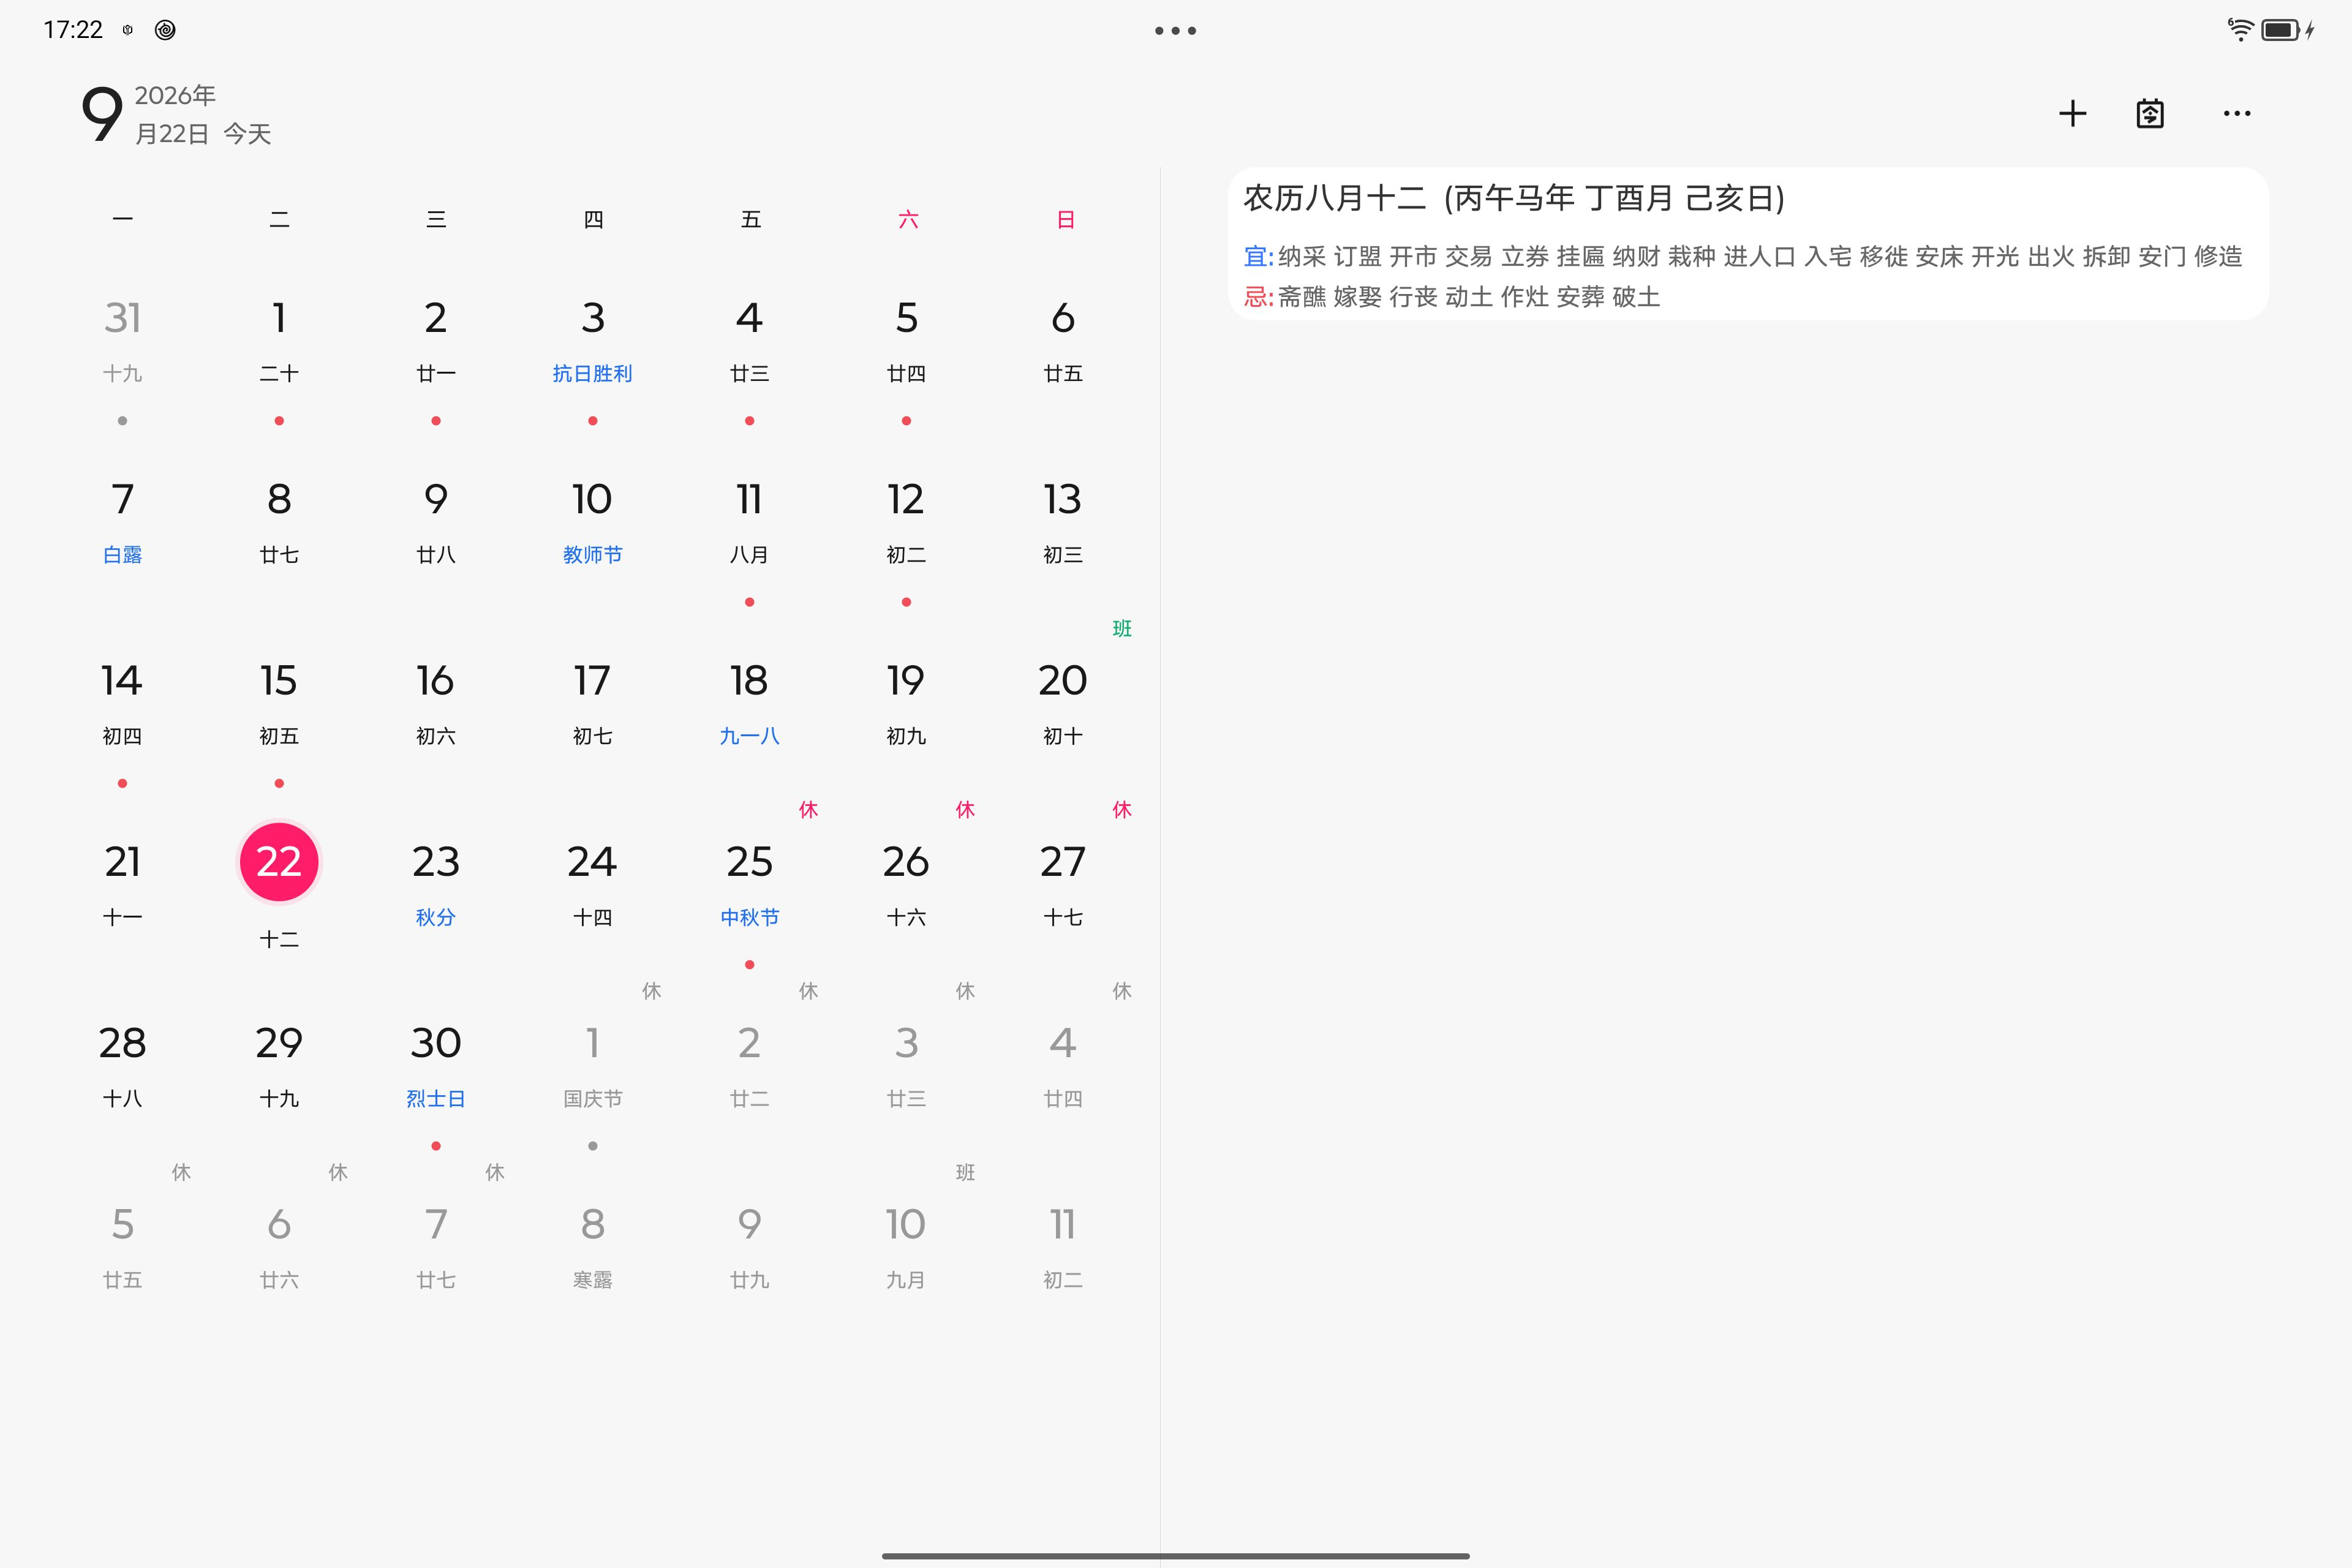 17:22
6
2026年
9
月22日 今天
一 二 三 四 五 六 日
31 1 2 3 4 5 6
十九 二十 廿一 抗日胜利 廿三 廿四 廿五
7 8 9 10 11 12 13
白露 廿七 廿八 教师节 八月 初二 初三
班
14 15 16 17 18 19 20
初四 初五 初六 初七 九一八 初九 初十
休 休 休
21 22 23 24 25 26 27
十一 十二 秋分 十四 中秋节 十六 十七
休 休 休 休
28 29 30 1 2 3 4
十八 十九 烈士日 国庆节 廿二 廿三 廿四
休 休 休 班
5 6 7 8 9 10 11
廿五 廿六 廿七 寒露 廿九 九月 初二
今
农历八月十二 (丙午马年 丁酉月 己亥日)
宜:纳采 订盟 开市 交易 立券 挂匾 纳财 栽种 进人口 入宅 移徙 安床 开光 出火 拆卸 安门 修造
忌:斋醮 嫁娶 行丧 动土 作灶 安葬 破土